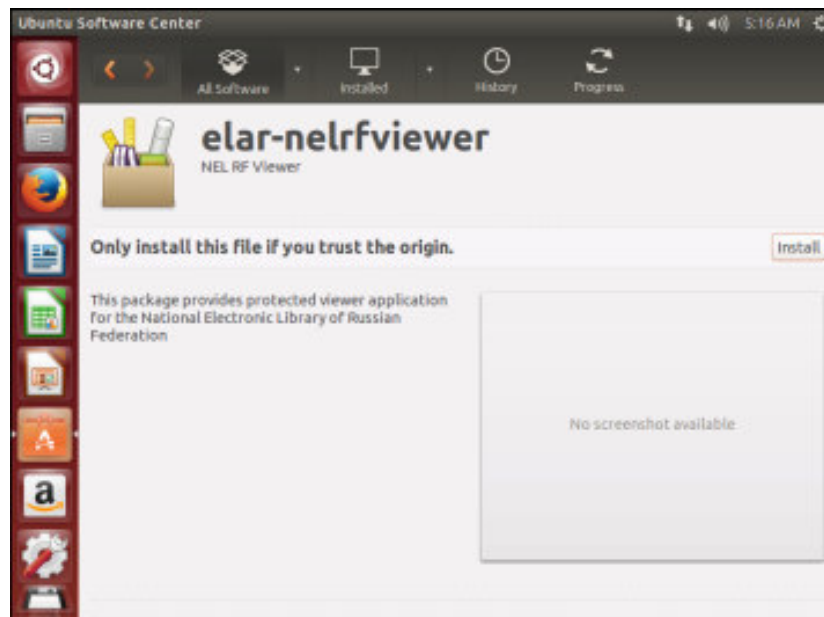 Ubuntu Software Center 5:16 AM
All Software Installed History Progress
elar-nelrfviewer
NEL RF Viewer
Only install this file if you trust the origin. Install
This package provides protected viewer application
for the National Electronic Library of Russian
Federation
No screenshot available
a